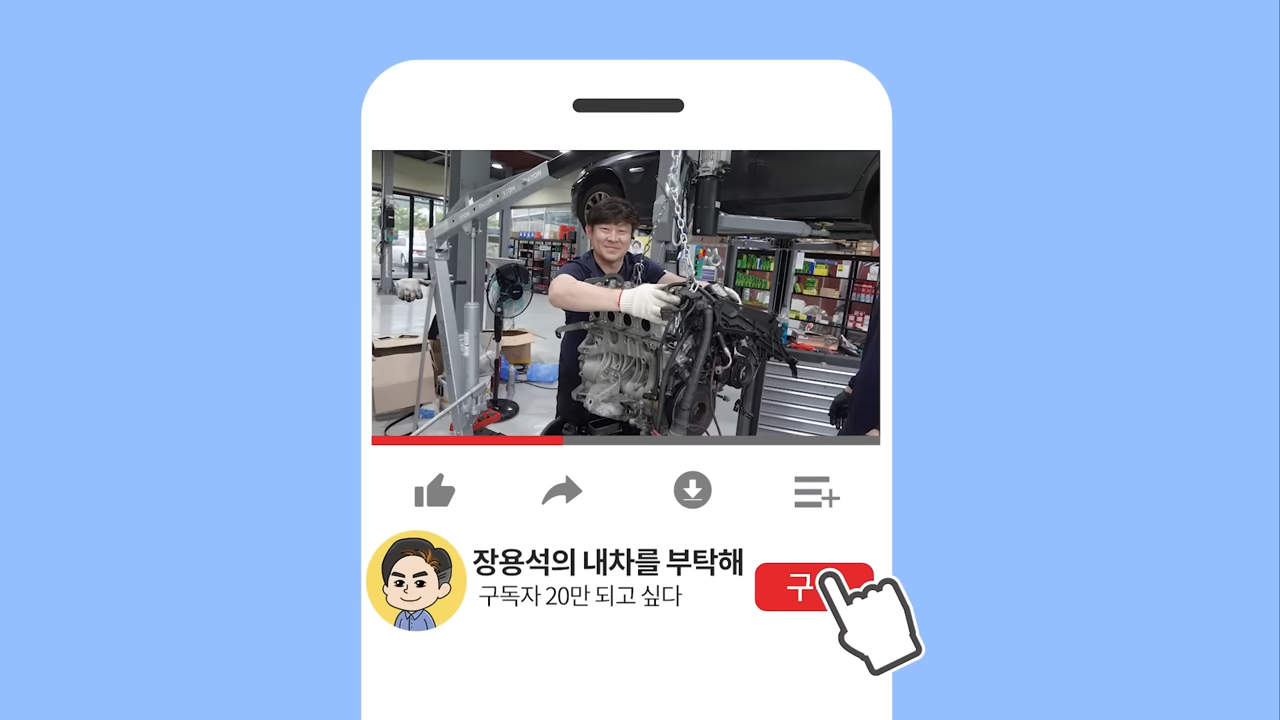 장용석의 내차를 부탁해
구독자 20만 되고 싶다
구